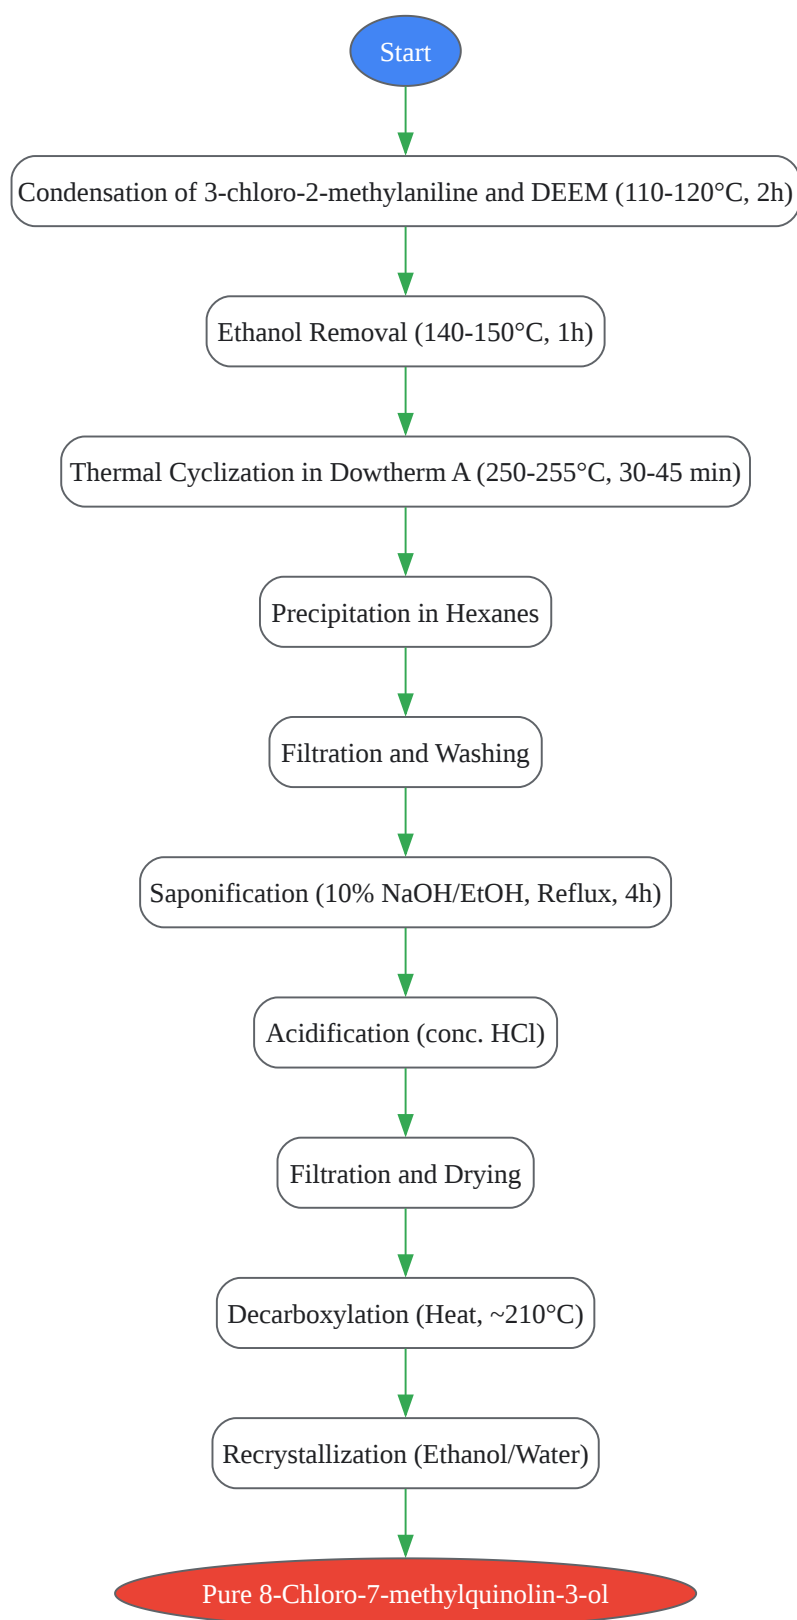 Start
Condensation of 3-chloro-2-methylaniline and DEEM (110-120°C, 2h)
Ethanol Removal (140-150°C, 1h)
Thermal Cyclization in Dowtherm A (250-255°C, 30-45 min)
Precipitation in Hexanes
Filtration and Washing
Saponification (10% NaOH/EtOH, Reflux, 4h)
Acidification (conc. HCl)
Filtration and Drying
Decarboxylation (Heat, ~210°C)
Recrystallization (Ethanol/Water)
Pure 8-Chloro-7-methylquinolin-3-ol